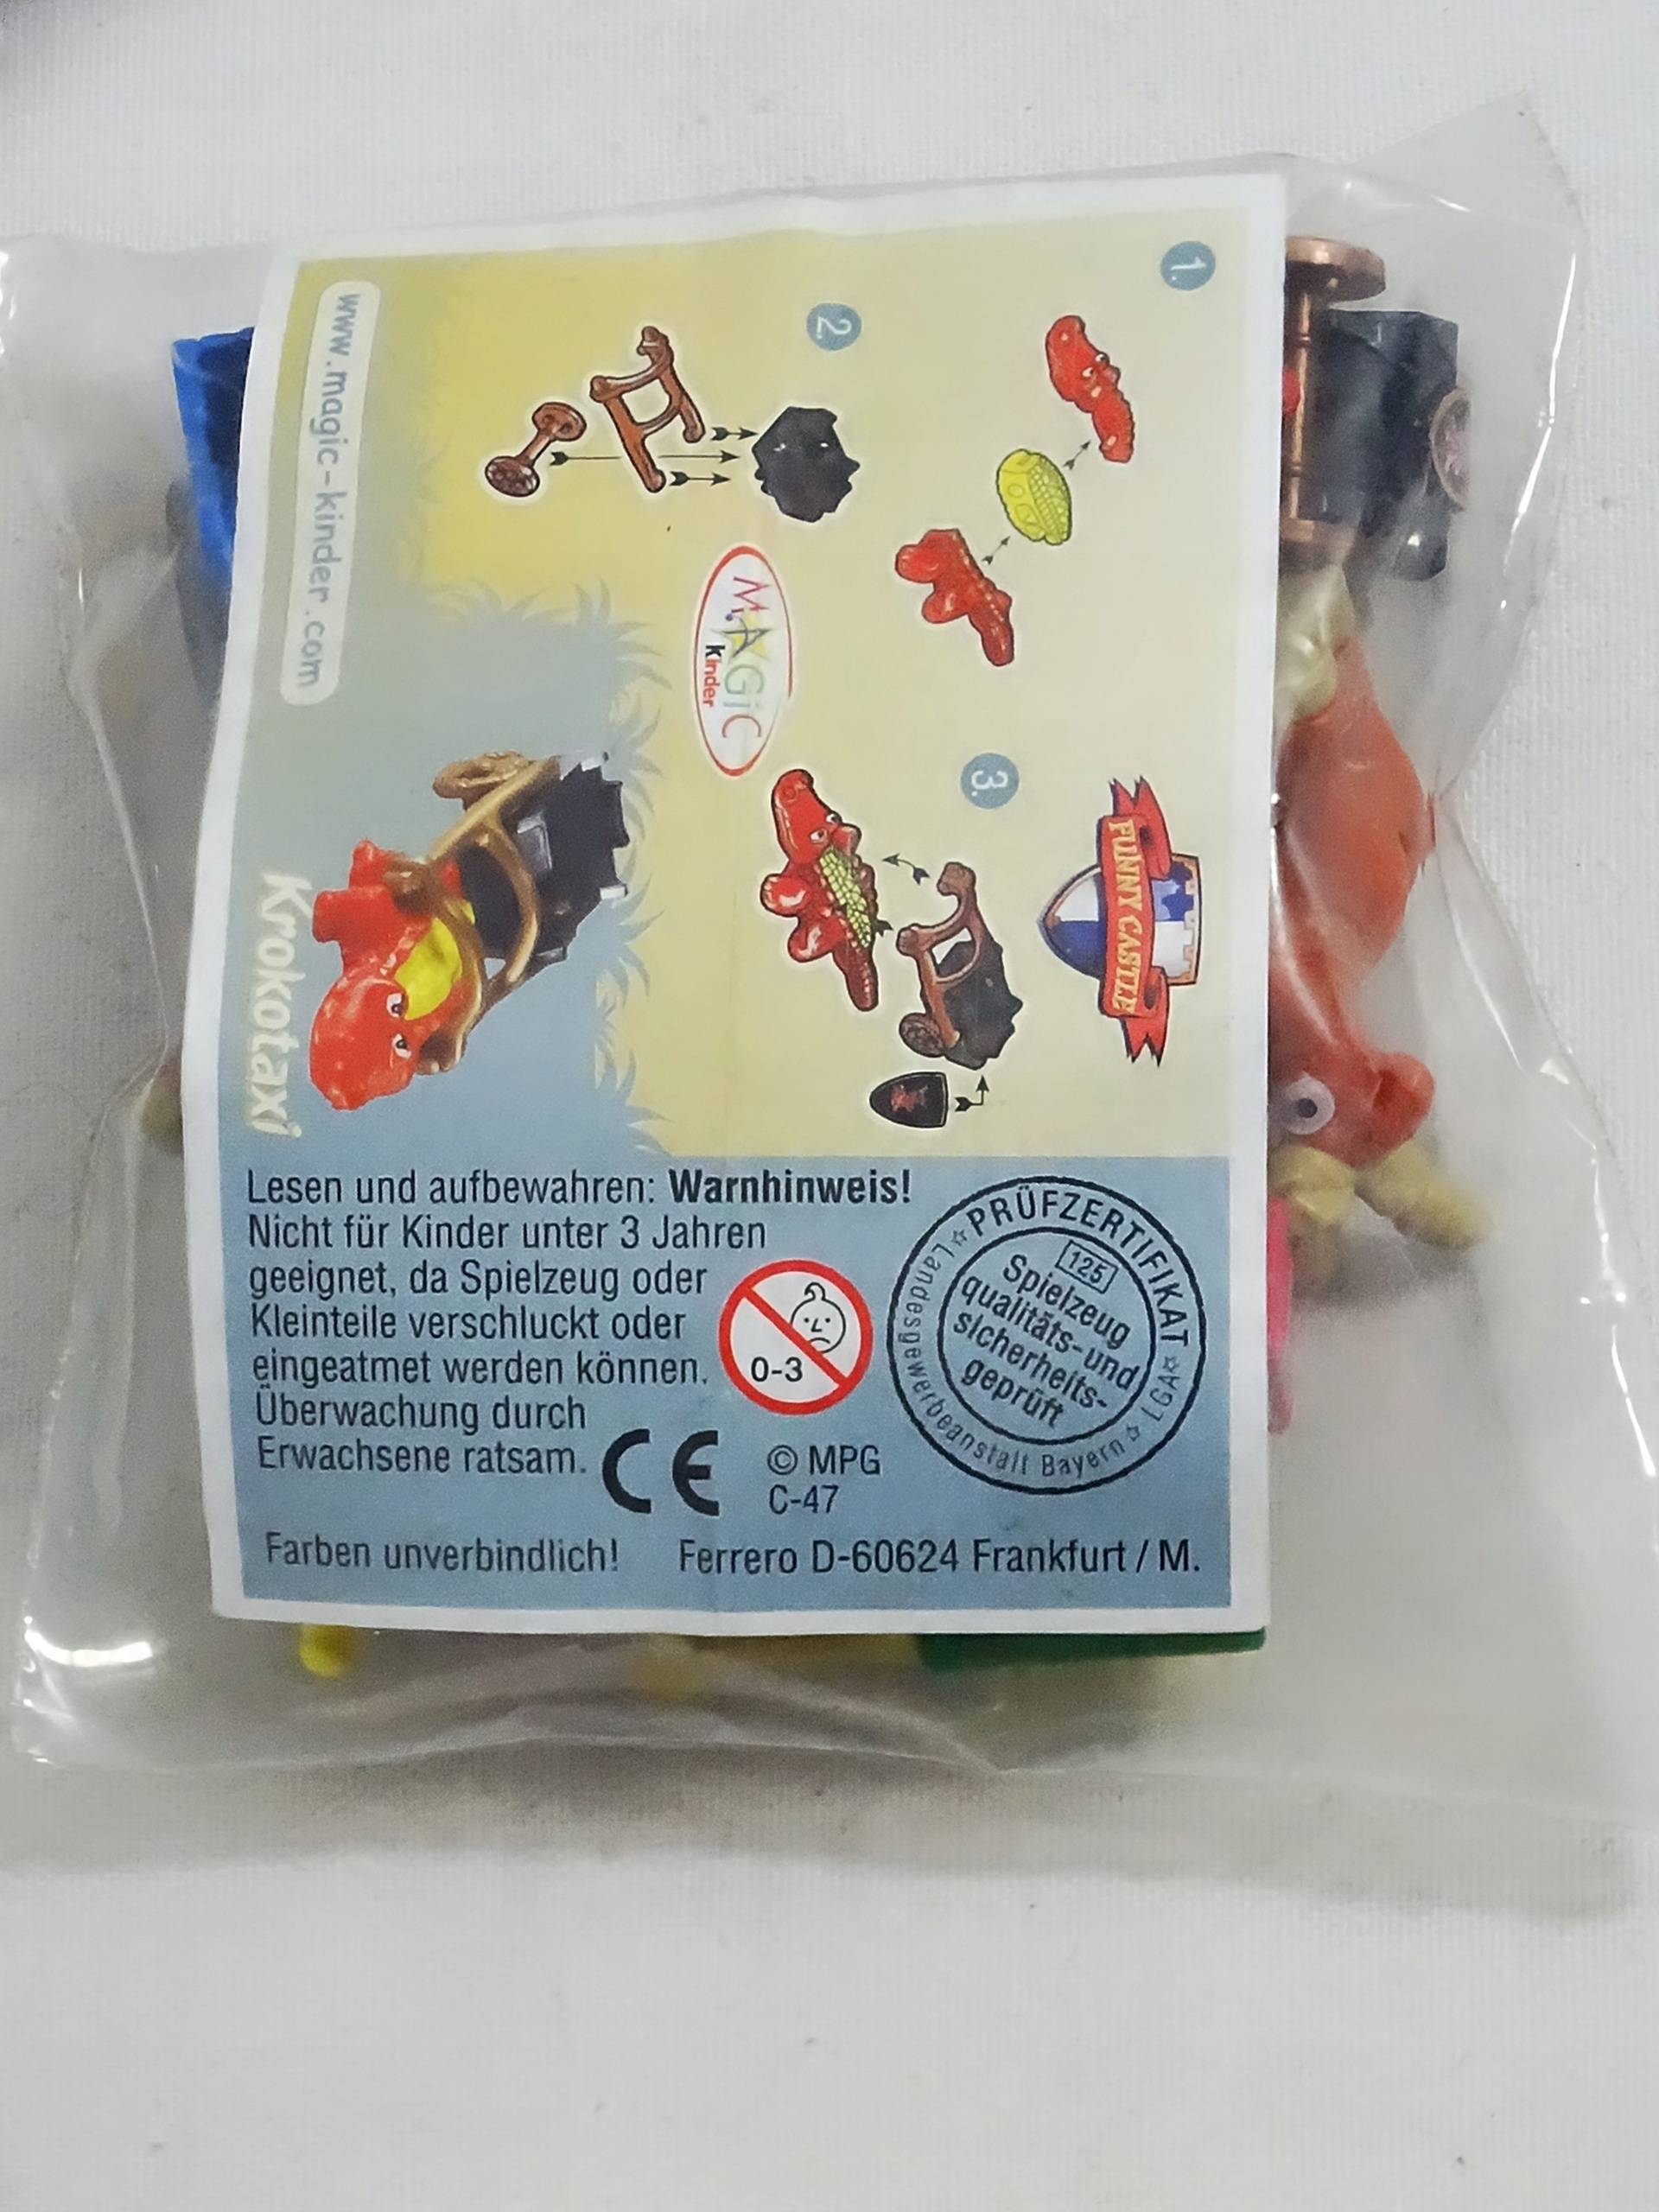 1.
2.
3.
FUNNY CASTLE
MAGiC
kinder
www.magic-kinder.com
Krokotaxi
Lesen und aufbewahren: Warnhinweis!
Nicht für Kinder unter 3 Jahren
geeignet, da Spielzeug oder
Kleinteile verschluckt oder
eingeatmet werden können.
Überwachung durch
Erwachsene ratsam.
0-3
CE
© MPG
C-47
PRÜFZERTIFIKAT
Landesgewerbeanstalt Bayern ☆ LGA
125
Spielzeug
qualitäts- und
sicherheits-
geprüft
Farben unverbindlich!
Ferrero D-60624 Frankfurt / M.